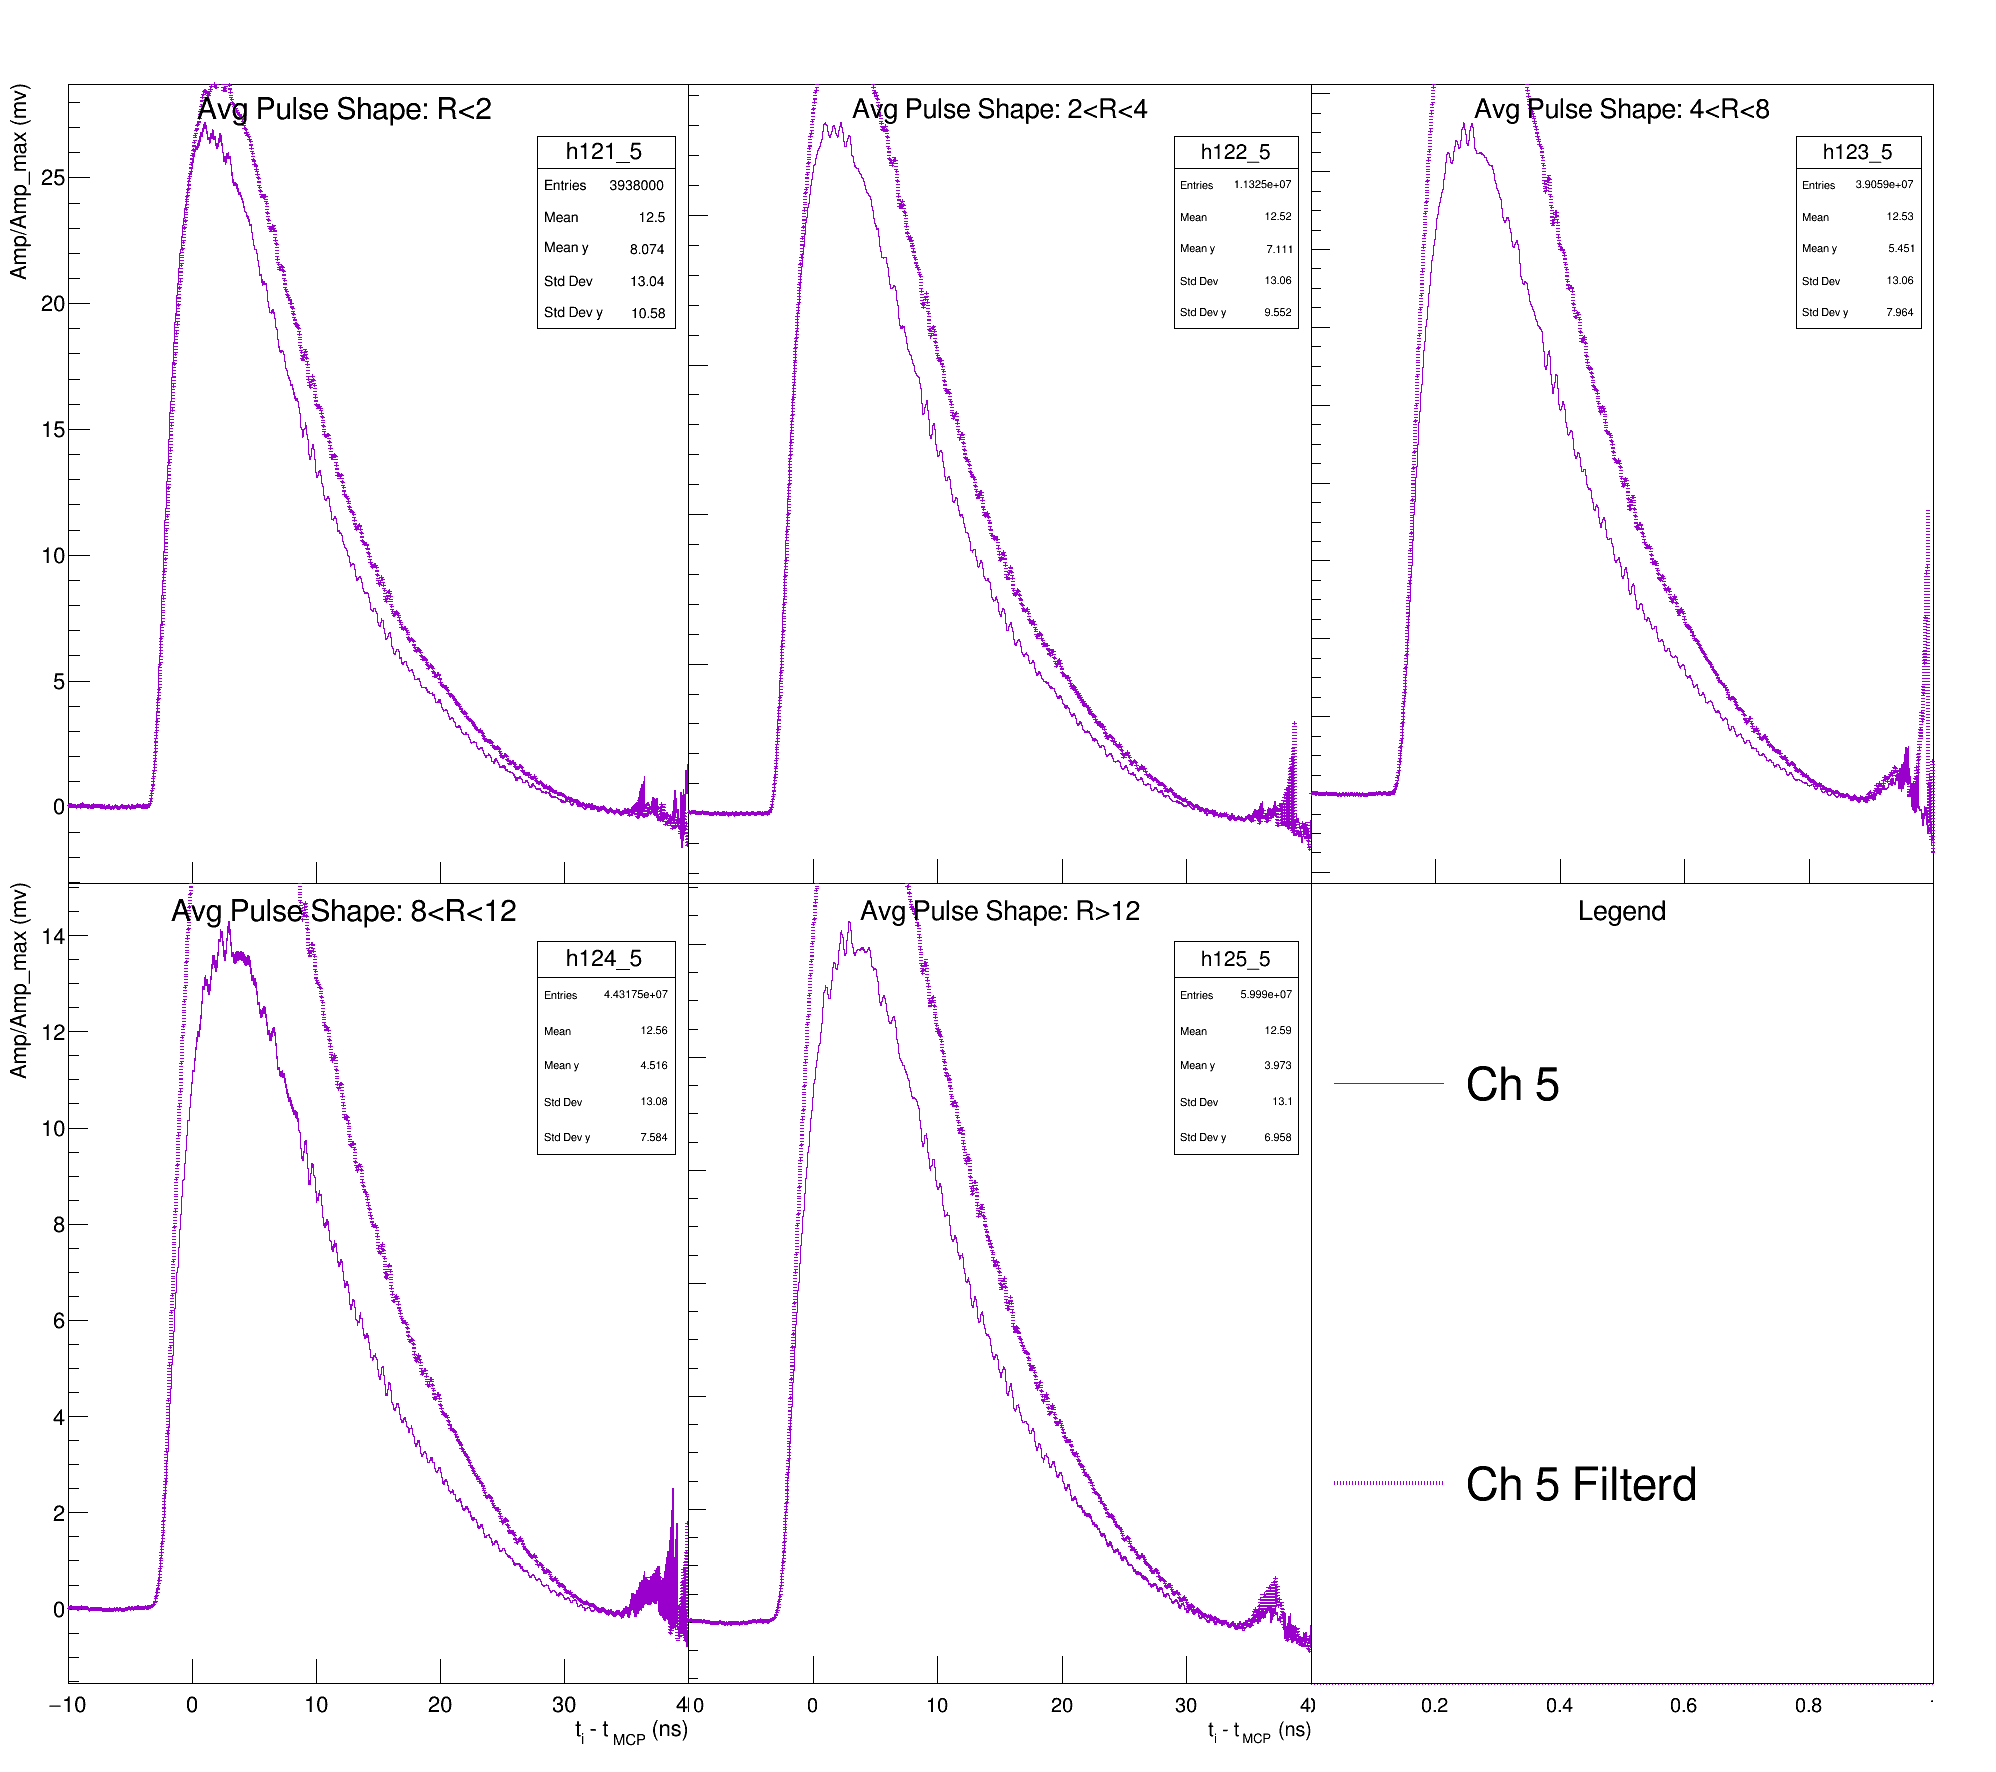 Amp/Amp_max (mv)
Avg Pulse Shape: R<2
h121_5
Entries 3938000
Mean 12.5
Mean y 8.074
Std Dev 13.04
Std Dev y 10.58
25
20
15
10
5
0
Avg Pulse Shape: 2<R<4
h122_5
Entries 1.1325e+07
Mean 12.52
Mean y 7.111
Std Dev 13.06
Std Dev y 9.552
Avg Pulse Shape: 4<R<8
h123_5
Entries 3.9059e+07
Mean 12.53
Mean y 5.451
Std Dev 13.06
Std Dev y 7.964
Amp/Amp_max (mv)
Avg Pulse Shape: 8<R<12
h124_5
Entries 4.43175e+07
Mean 12.56
Mean y 4.516
Std Dev 13.08
Std Dev y 7.584
14
12
10
8
6
4
2
0
−10 0 10 20 30 40
t_i - t_MCP (ns)
Avg Pulse Shape: R>12
h125_5
Entries 5.999e+07
Mean 12.59
Mean y 3.973
Std Dev 13.1
Std Dev y 6.958
0 10 20 30 40
t_i - t_MCP (ns)
Legend
Ch 5
Ch 5 Filterd
0.2 0.4 0.6 0.8